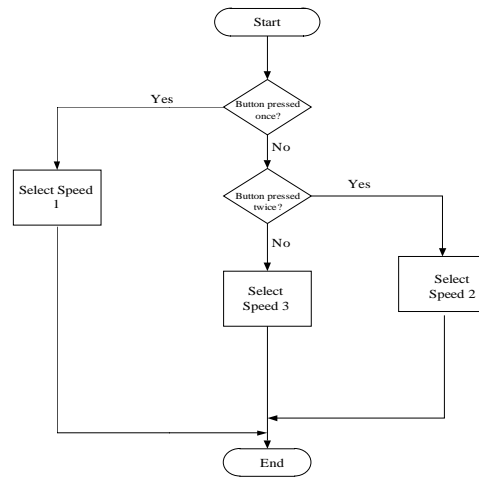 Start
Button pressed
once?
Yes
No
Select Speed
1
Button pressed
twice?
Yes
No
Select
Speed 3
Select
Speed 2
End